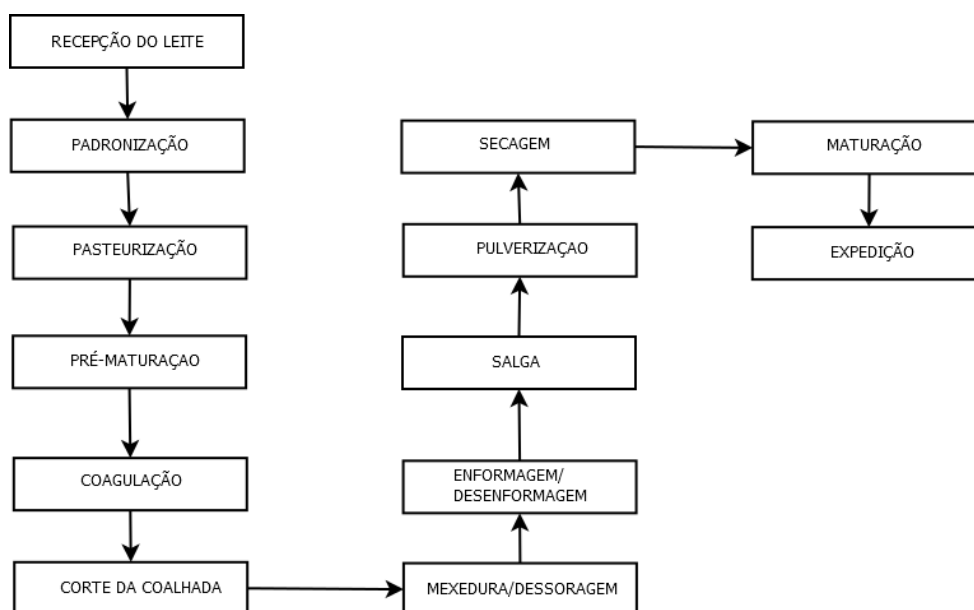 RECEPÇÃO DO LEITE
PADRONIZAÇÃO
PASTEURIZAÇÃO
PRÉ-MATURAÇAO
COAGULAÇÃO
CORTE DA COALHADA
MEXEDURA/DESSORAGEM
ENFORMAGEM/
DESENFORMAGEM
SALGA
PULVERIZAÇAO
SECAGEM
MATURAÇÃO
EXPEDIÇÃO